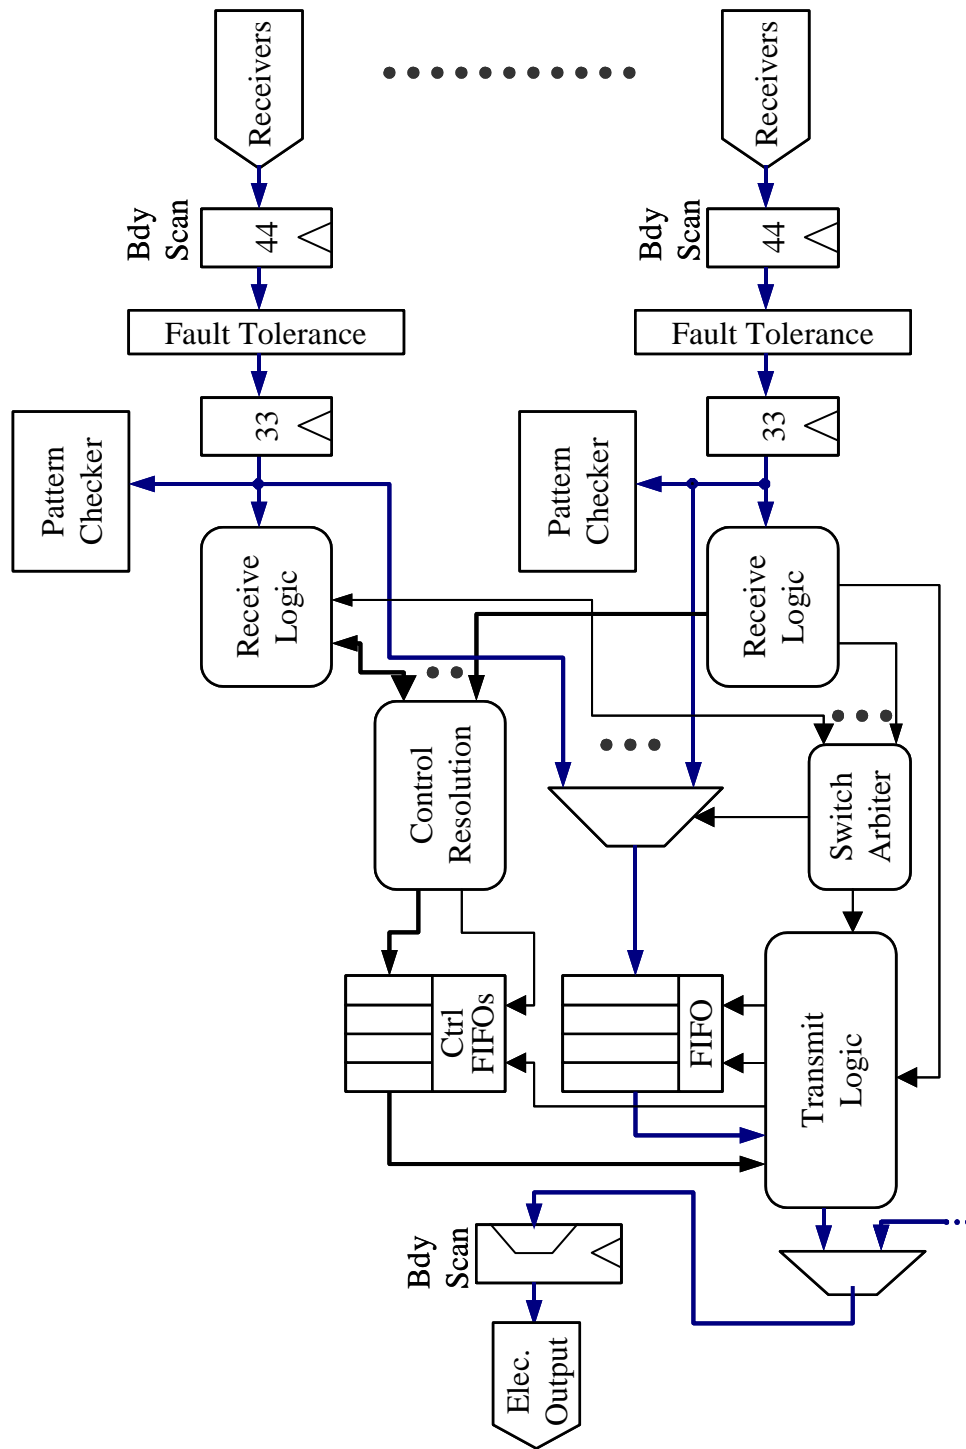 Receivers
Receivers
Bdy
Scan
44
Bdy
Scan
44
Fault Tolerance
Fault Tolerance
33
33
Pattern
Checker
Pattern
Checker
Receive
Logic
Receive
Logic
Control
Resolution
Switch
Arbiter
Ctrl
FIFOs
FIFO
Transmit
Logic
Bdy
Scan
Elec.
Output